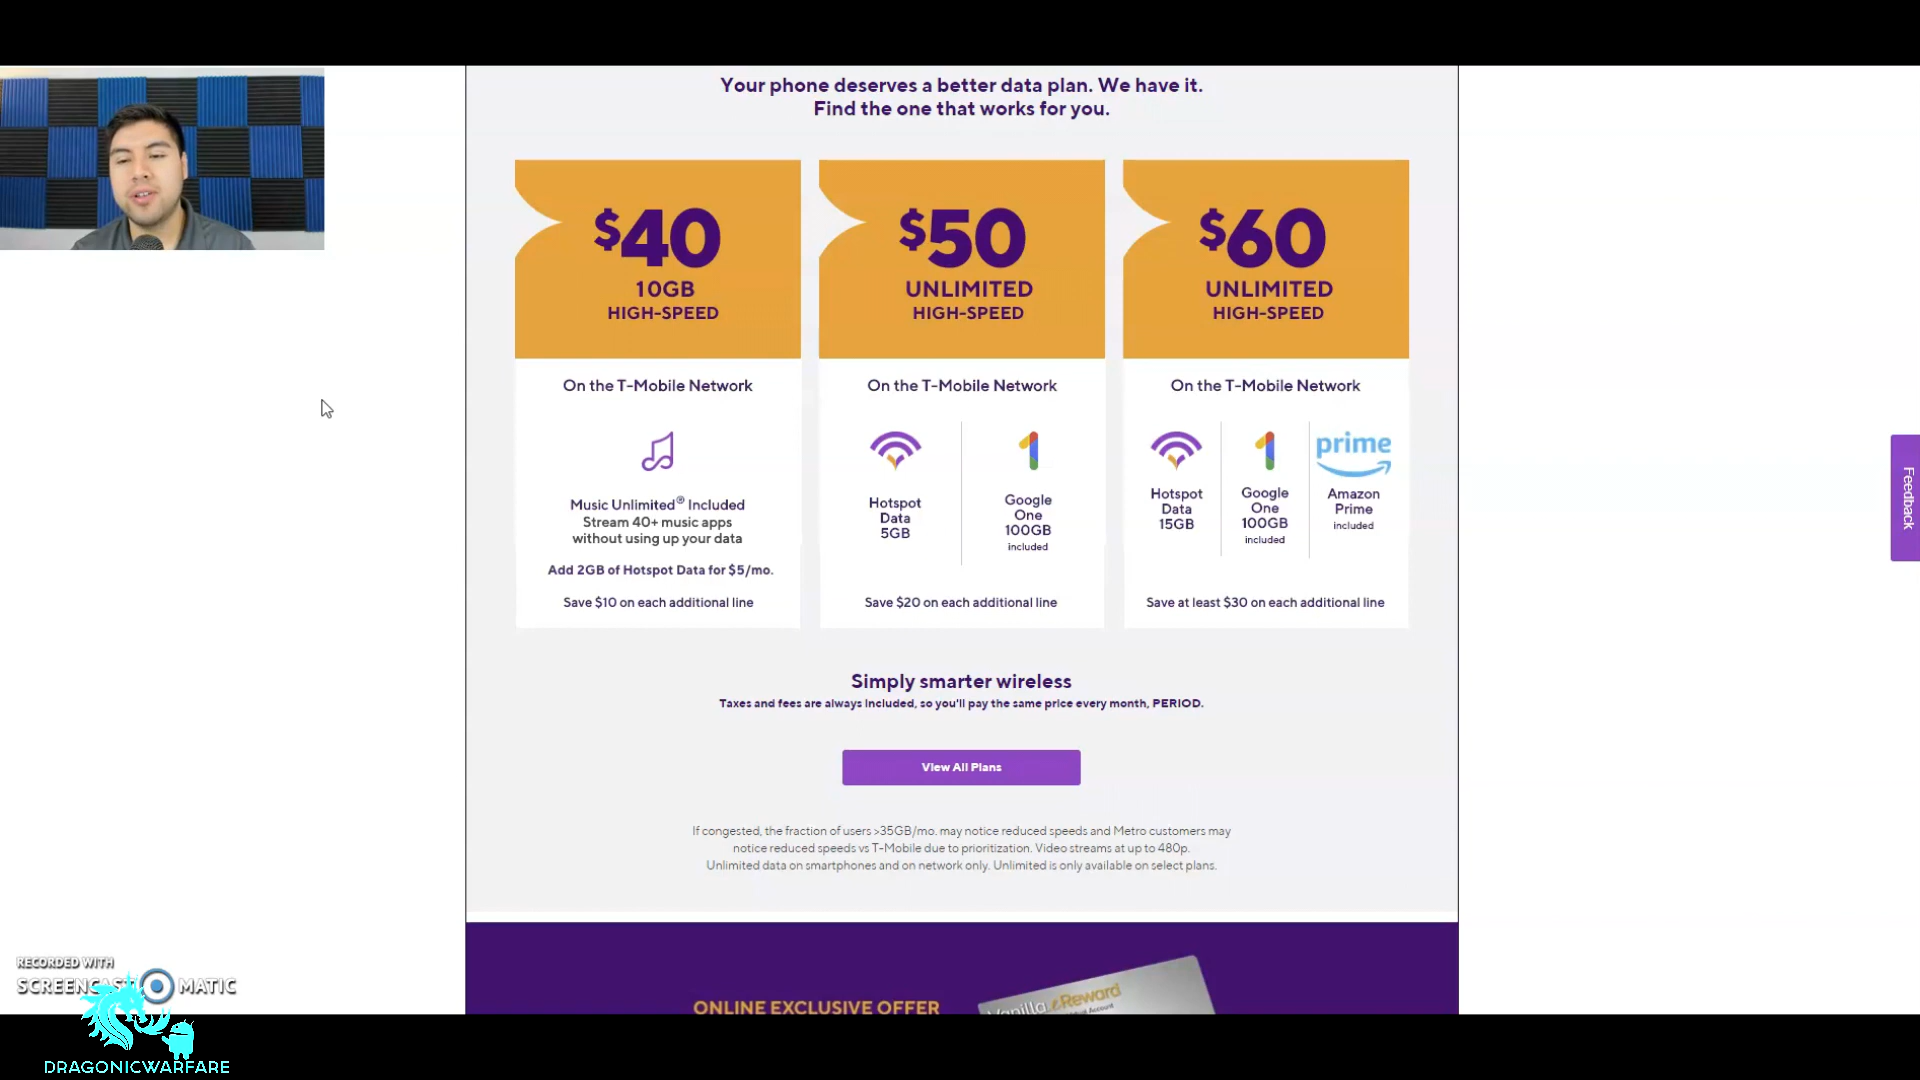 Your phone deserves a better data plan. We have it.
Find the one that works for you.
$40
10GB
HIGH-SPEED
On the T-Mobile Network
Music Unlimited® Included
Stream 40+ music apps
without using up your data
Add 2GB of Hotspot Data for $5/mo.
Save $10 on each additional line
$50
UNLIMITED
HIGH-SPEED
On the T-Mobile Network
Hotspot
Data
5GB
1
Google
One
100GB
included
Save $20 on each additional line
$60
UNLIMITED
HIGH-SPEED
On the T-Mobile Network
Hotspot
Data
15GB
1
Google
One
100GB
included
prime
Amazon
Prime
included
Save at least $30 on each additional line
Feedback
Simply smarter wireless
Taxes and fees are always included, so you'll pay the same price every month, PERIOD.
View All Plans
If congested, the fraction of users >35GB/mo. may notice reduced speeds and Metro customers may
notice reduced speeds vs T-Mobile due to prioritization. Video streams at up to 480p.
Unlimited data on smartphones and on network only. Unlimited is only available on select plans.
ONLINE EXCLUSIVE OFFER
Vanilla eReward
Account
RECORDED WITH
SCREENCAST MATIC
DRAGONICWARFARE